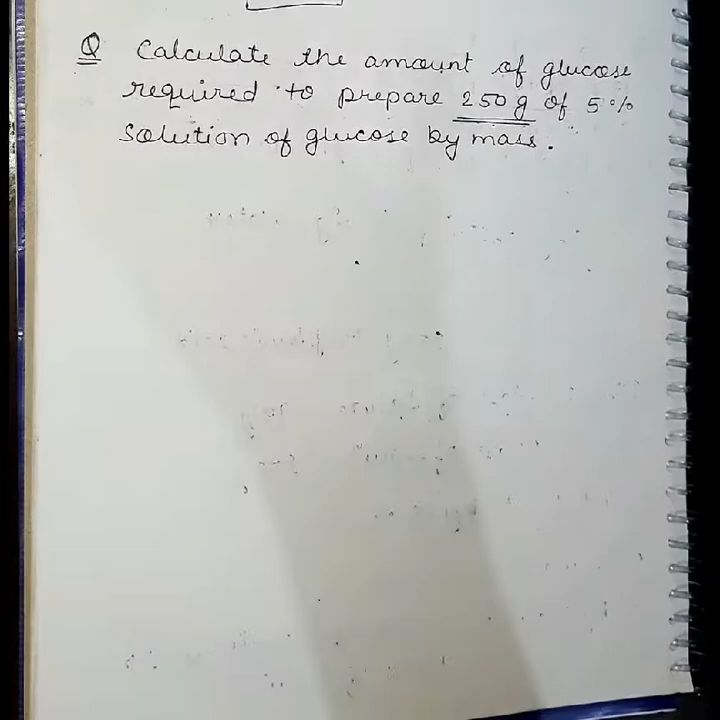 Q Calculate the amount of glucose
required to prepare 250 g of 5%
Solution of glucose by mass.